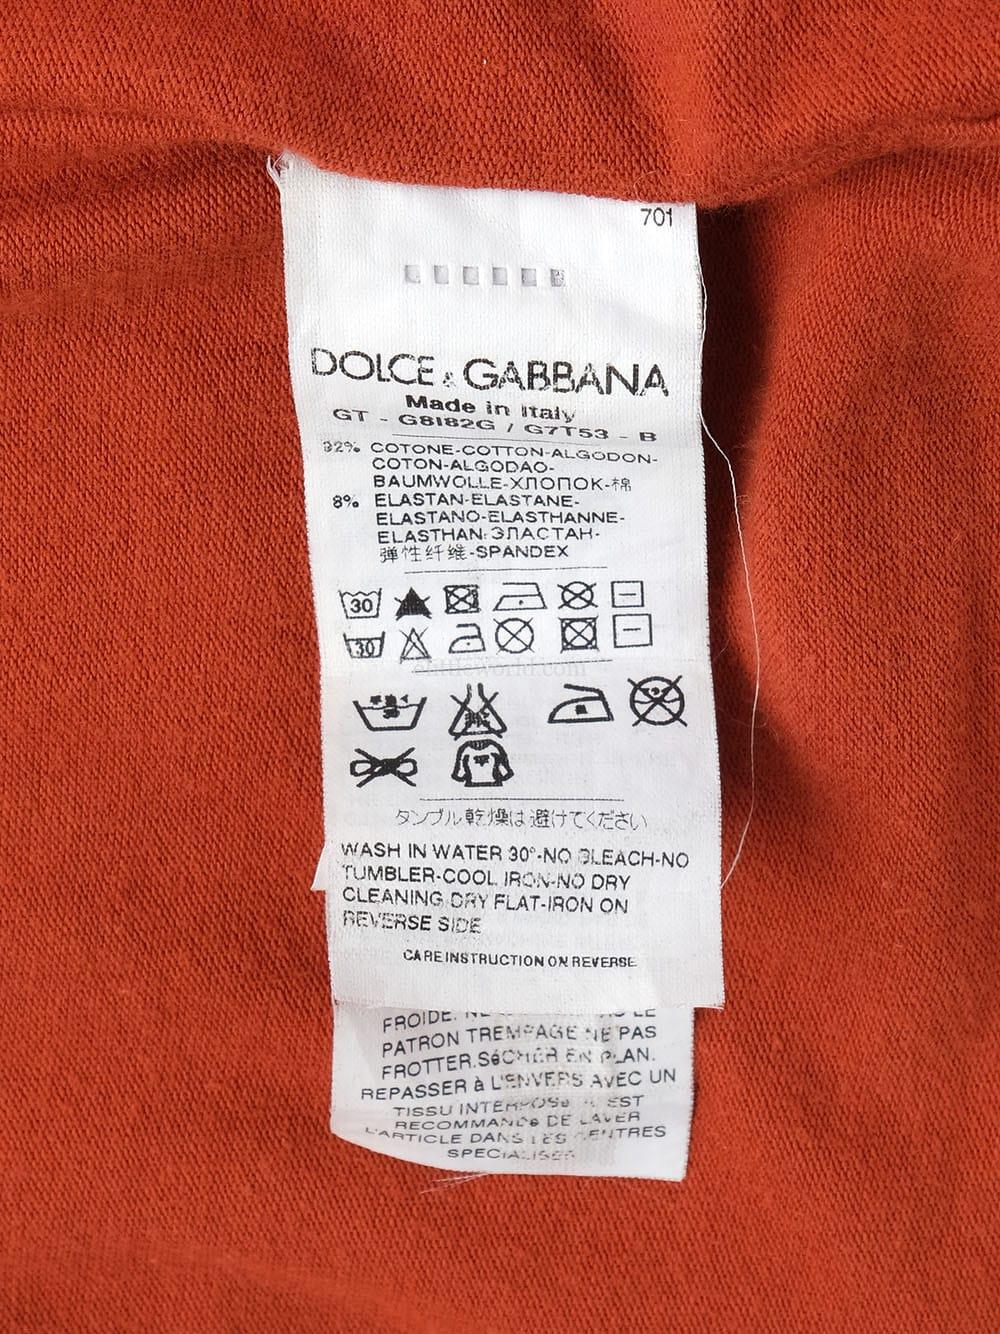 701
DOLCE & GABBANA
Made in Italy
GT - G8I82G / G7T53 - B
92% COTONE-COTTON-ALGODON-
COTON-ALGODAO-
BAUMWOLLE-ХЛОПОК-棉
8% ELASTAN-ELASTANE-
ELASTANO-ELASTHANNE-
ELASTHAN-ЭЛАСТАН-
弹性纤维-SPANDEX
30
30
タンブル乾燥は避けてください
WASH IN WATER 30°-NO BLEACH-NO
TUMBLER-COOL IRON-NO DRY
CLEANING DRY FLAT-IRON ON
REVERSE SIDE
CARE INSTRUCTION ON REVERSE
FROIDE. LE
PATRON TREMPAGE NE PAS
FROTTER.SéCHER EN PLAN.
REPASSER à L'ENVERS AVEC UN
TISSU INTERPOSé IL EST
RECOMMANDé DE LAVER
L'ARTICLE DANS LES CENTRES
SPECIALISES